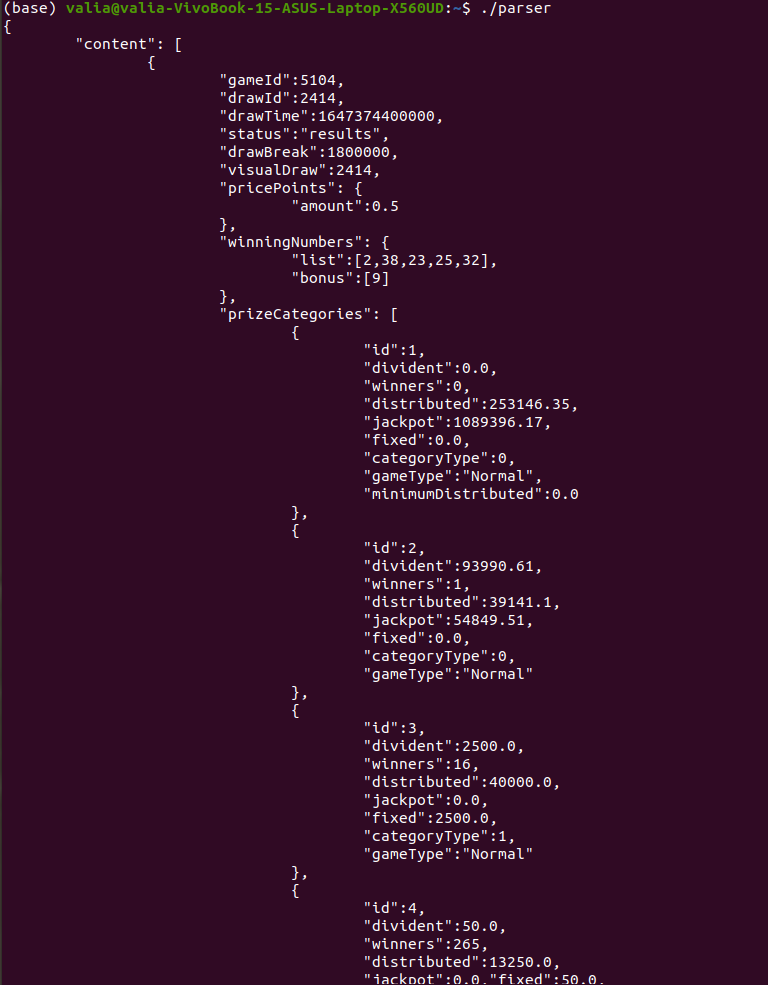 (base) valia@valia-VivoBook-15-ASUS-Laptop-X560UD:~$ ./parser
{
"content": [
{
"gameId":5104,
"drawId":2414,
"drawTime":1647374400000,
"status":"results",
"drawBreak":1800000,
"visualDraw":2414,
"pricePoints": {
"amount":0.5
},
"winningNumbers": {
"list":[2,38,23,25,32],
"bonus":[9]
},
"prizeCategories": [
{
"id":1,
"divident":0.0,
"winners":0,
"distributed":253146.35,
"jackpot":1089396.17,
"fixed":0.0,
"categoryType":0,
"gameType":"Normal",
"minimumDistributed":0.0
},
{
"id":2,
"divident":93990.61,
"winners":1,
"distributed":39141.1,
"jackpot":54849.51,
"fixed":0.0,
"categoryType":0,
"gameType":"Normal"
},
{
"id":3,
"divident":2500.0,
"winners":16,
"distributed":40000.0,
"jackpot":0.0,
"fixed":2500.0,
"categoryType":1,
"gameType":"Normal"
},
{
"id":4,
"divident":50.0,
"winners":265,
"distributed":13250.0,
"jackpot":0.0,"fixed":50.0,